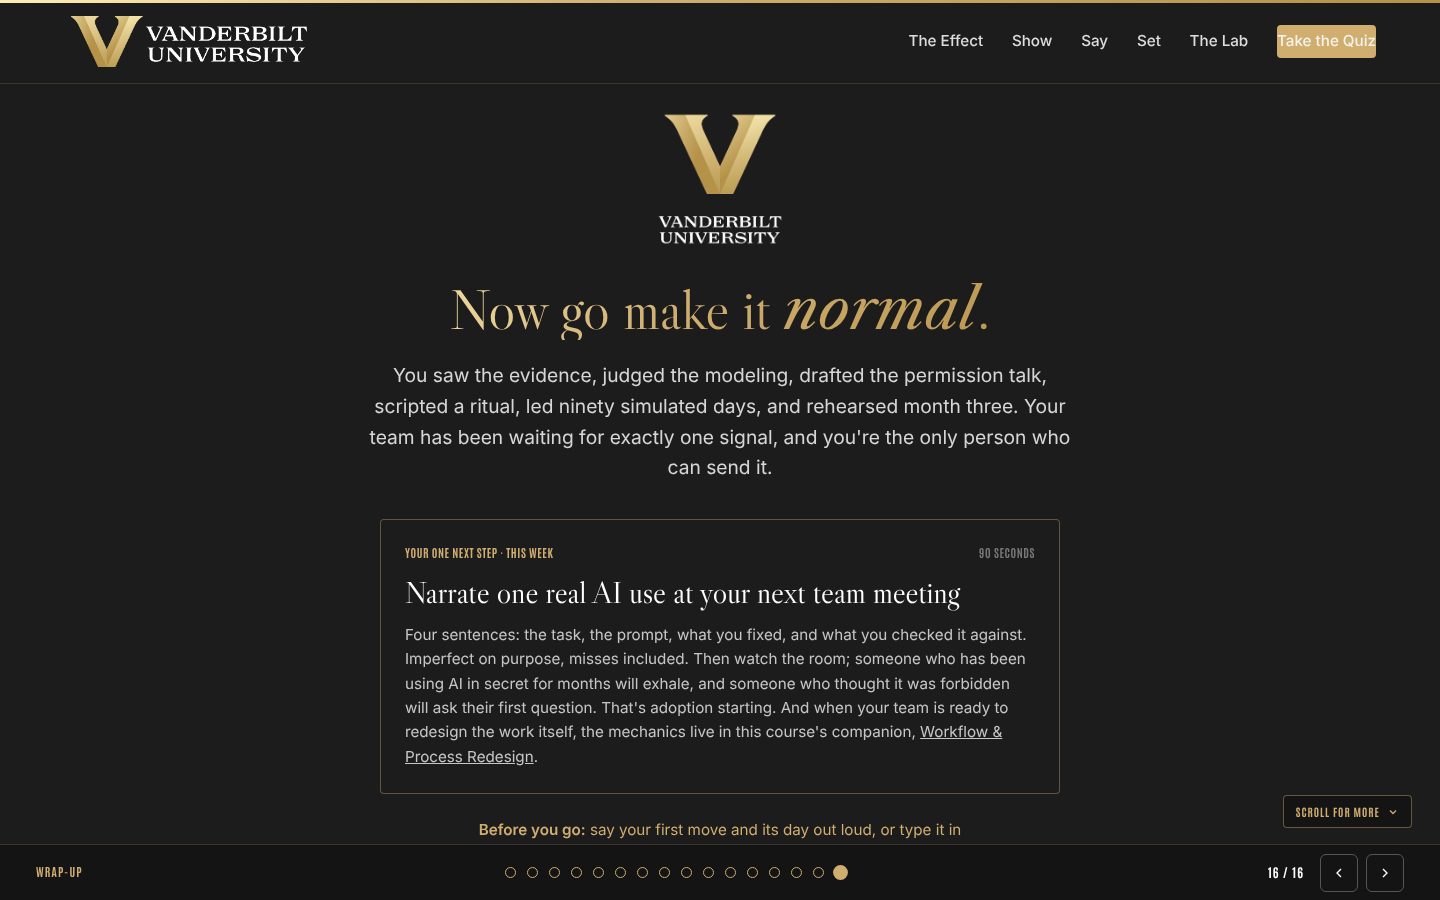 VANDERBILT
UNIVERSITY
The Effect
Show
Say
Set
The Lab
Take the Quiz
VANDERBILT
UNIVERSITY
Now go make it normal.
You saw the evidence, judged the modeling, drafted the permission talk,
scripted a ritual, led ninety simulated days, and rehearsed month three. Your
team has been waiting for exactly one signal, and you're the only person who
can send it.
YOUR ONE NEXT STEP · THIS WEEK
90 SECONDS
Narrate one real AI use at your next team meeting
Four sentences: the task, the prompt, what you fixed, and what you checked it against.
Imperfect on purpose, misses included. Then watch the room; someone who has been
using AI in secret for months will exhale, and someone who thought it was forbidden
will ask their first question. That's adoption starting. And when your team is ready to
redesign the work itself, the mechanics live in this course's companion, Workflow &
Process Redesign.
SCROLL FOR MORE
Before you go: say your first move and its day out loud, or type it in
WRAP-UP
16 / 16